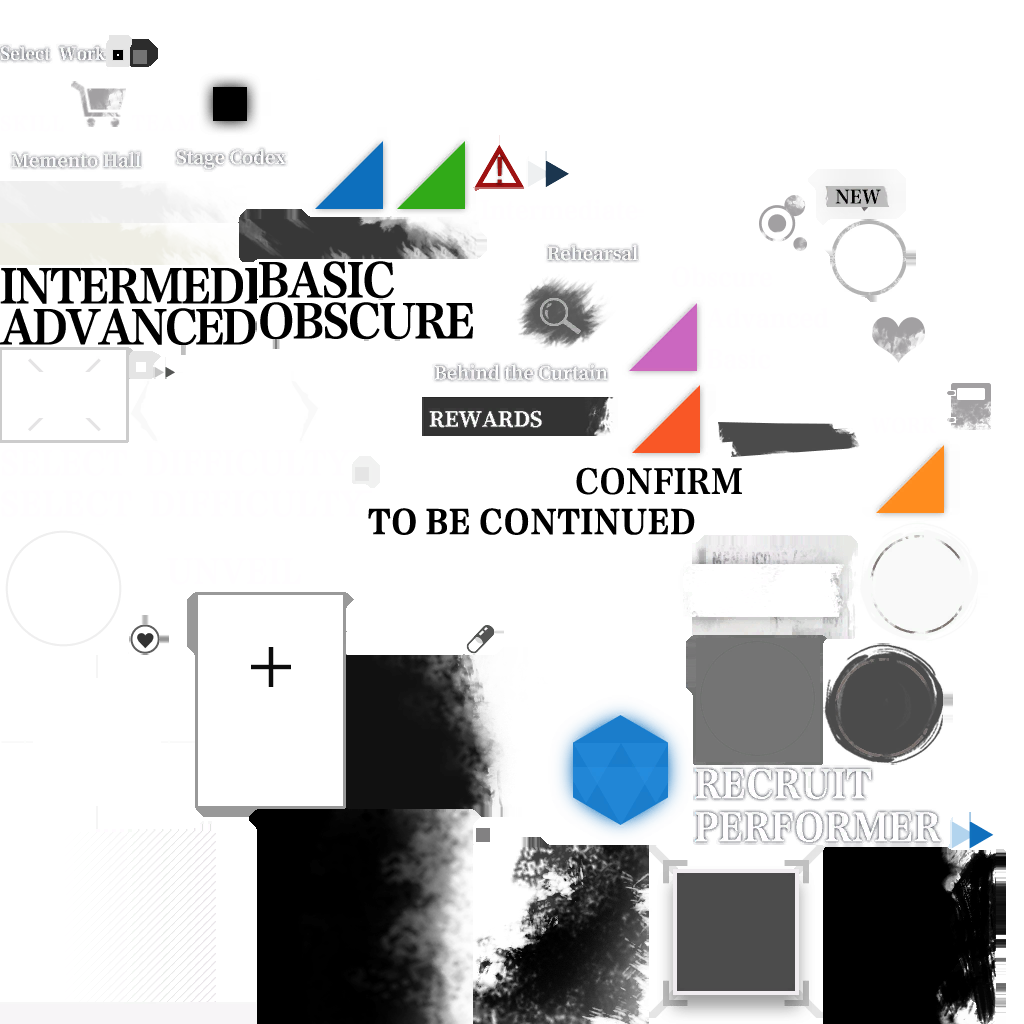 Select Work
Memento Hall
Stage Codex
NEW
Rehearsal
INTERMEDI
BASIC
ADVANCED
OBSCURE
Behind the Curtain
REWARDS
CONFIRM
TO BE CONTINUED
RECRUIT
PERFORMER